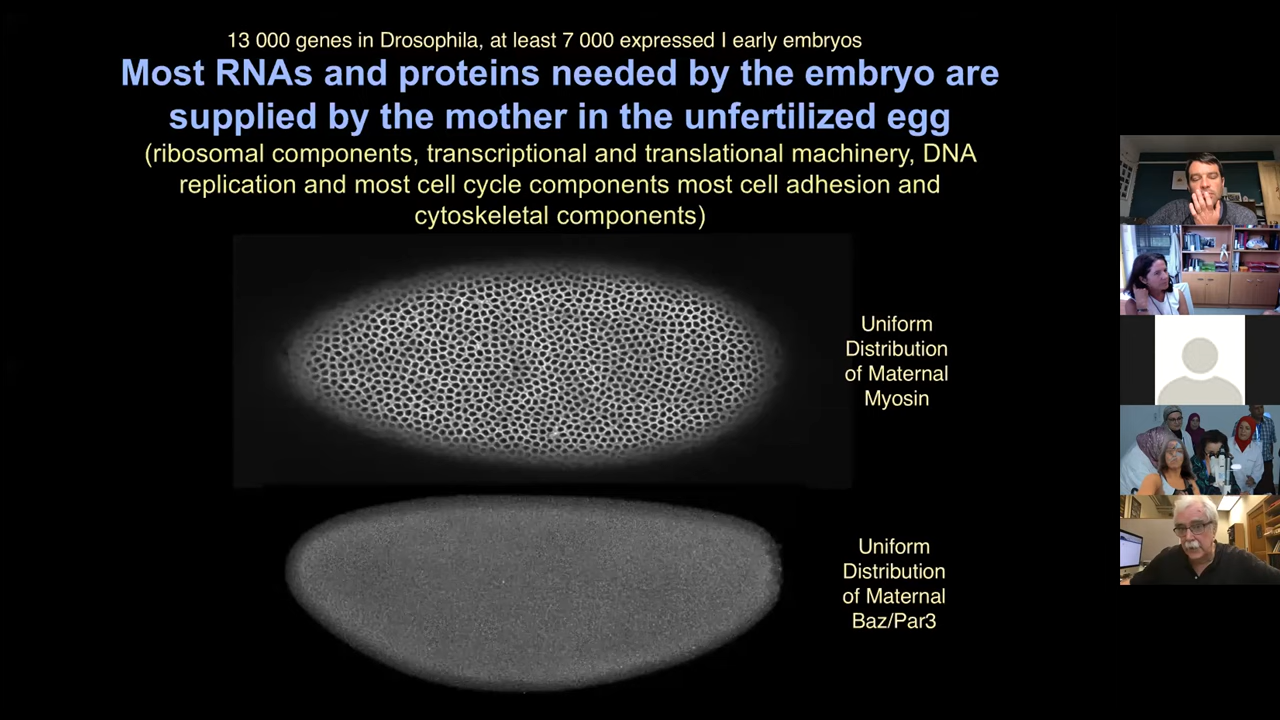 13 000 genes in Drosophila, at least 7 000 expressed I early embryos
Most RNAs and proteins needed by the embryo are
supplied by the mother in the unfertilized egg
(ribosomal components, transcriptional and translational machinery, DNA
replication and most cell cycle components most cell adhesion and
cytoskeletal components)
Uniform
Distribution
of Maternal
Myosin
Uniform
Distribution
of Maternal
Baz/Par3